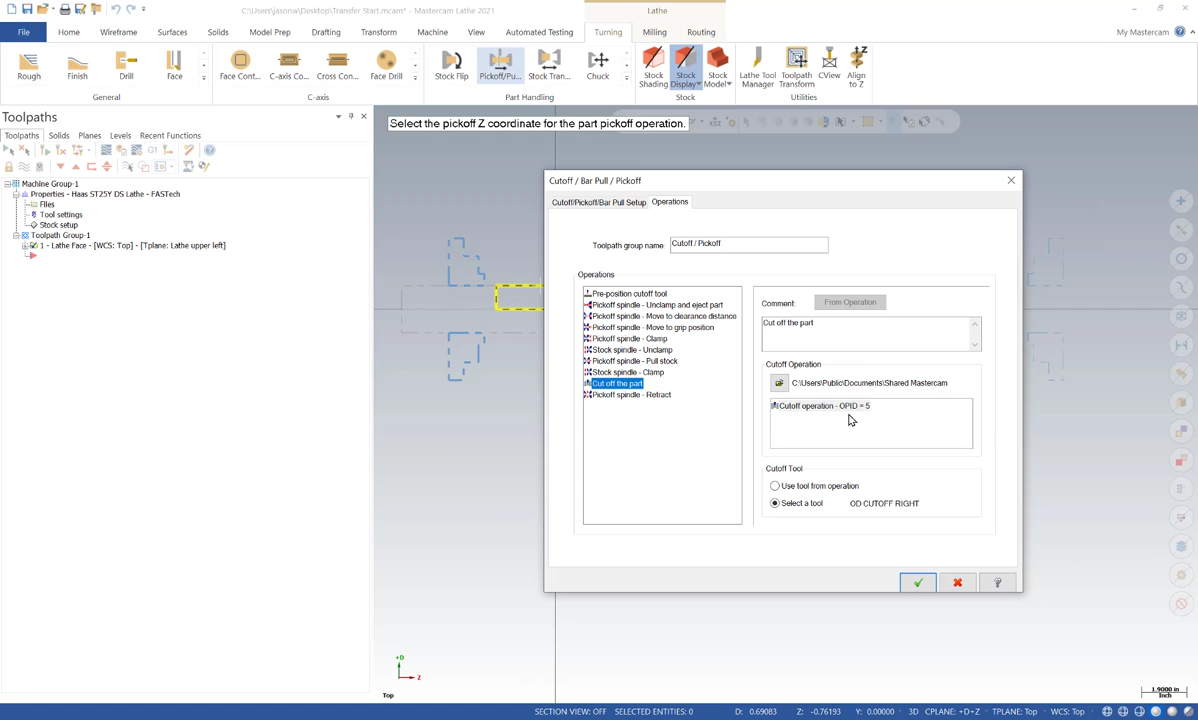 C:\Users\jasonw\Desktop\Transfer Start.mcam* - Mastercam Lathe 2021
Lathe
File Home Wireframe Surfaces Solids Model Prep Drafting Transform Machine View Automated Testing Turning Milling Routing My Mastercam
Rough Finish Drill Face Face Cont... C-axis Co... Cross Con... Face Drill Stock Flip Pickoff/Pu... Stock Tran... Chuck Stock Shading Stock Display Stock Model Lathe Tool Manager Toolpath Transform CView Align to Z
General C-axis Part Handling Stock Utilities
Toolpaths
Select the pickoff Z coordinate for the part pickoff operation.
Toolpaths Solids Planes Levels Recent Functions
G1
Machine Group-1
Properties - Haas ST25Y DS Lathe - FASTech
Files
Tool settings
Stock setup
Toolpath Group-1
1 - Lathe Face - [WCS: Top] - [Tplane: Lathe upper left]
Cutoff / Bar Pull / Pickoff
Cutoff/Pickoff/Bar Pull Setup Operations
Toolpath group name: Cutoff / Pickoff
Operations
Pre-position cutoff tool
Pickoff spindle - Unclamp and eject part
Pickoff spindle - Move to clearance distance
Pickoff spindle - Move to grip position
Pickoff spindle - Clamp
Stock spindle - Unclamp
Pickoff spindle - Pull stock
Stock spindle - Clamp
Cut off the part
Pickoff spindle - Retract
Comment: From Operation
Cut off the part
Cutoff Operation
C:\Users\Public\Documents\Shared Mastercam
Cutoff operation - OPID = 5
Cutoff Tool
Use tool from operation
Select a tool OD CUTOFF RIGHT
+D
Z
Top
1.9000 in
Inch
SECTION VIEW: OFF SELECTED ENTITIES: 0 D: 0.69083 Z: -0.76193 Y: 0.00000 3D CPLANE: +D+Z TPLANE: Top WCS: Top